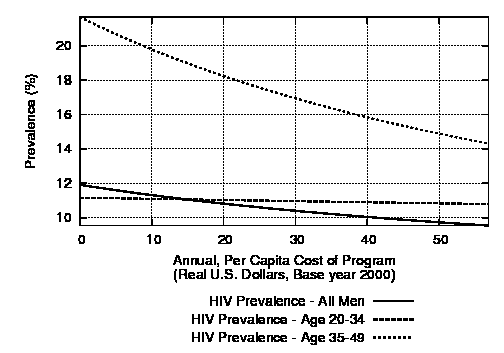 20
18
16
14
12
10
Prevalence (%)
0 10 20 30 40 50
Annual, Per Capita Cost of Program
(Real U.S. Dollars, Base year 2000)
HIV Prevalence - All Men
HIV Prevalence - Age 20-34
HIV Prevalence - Age 35-49